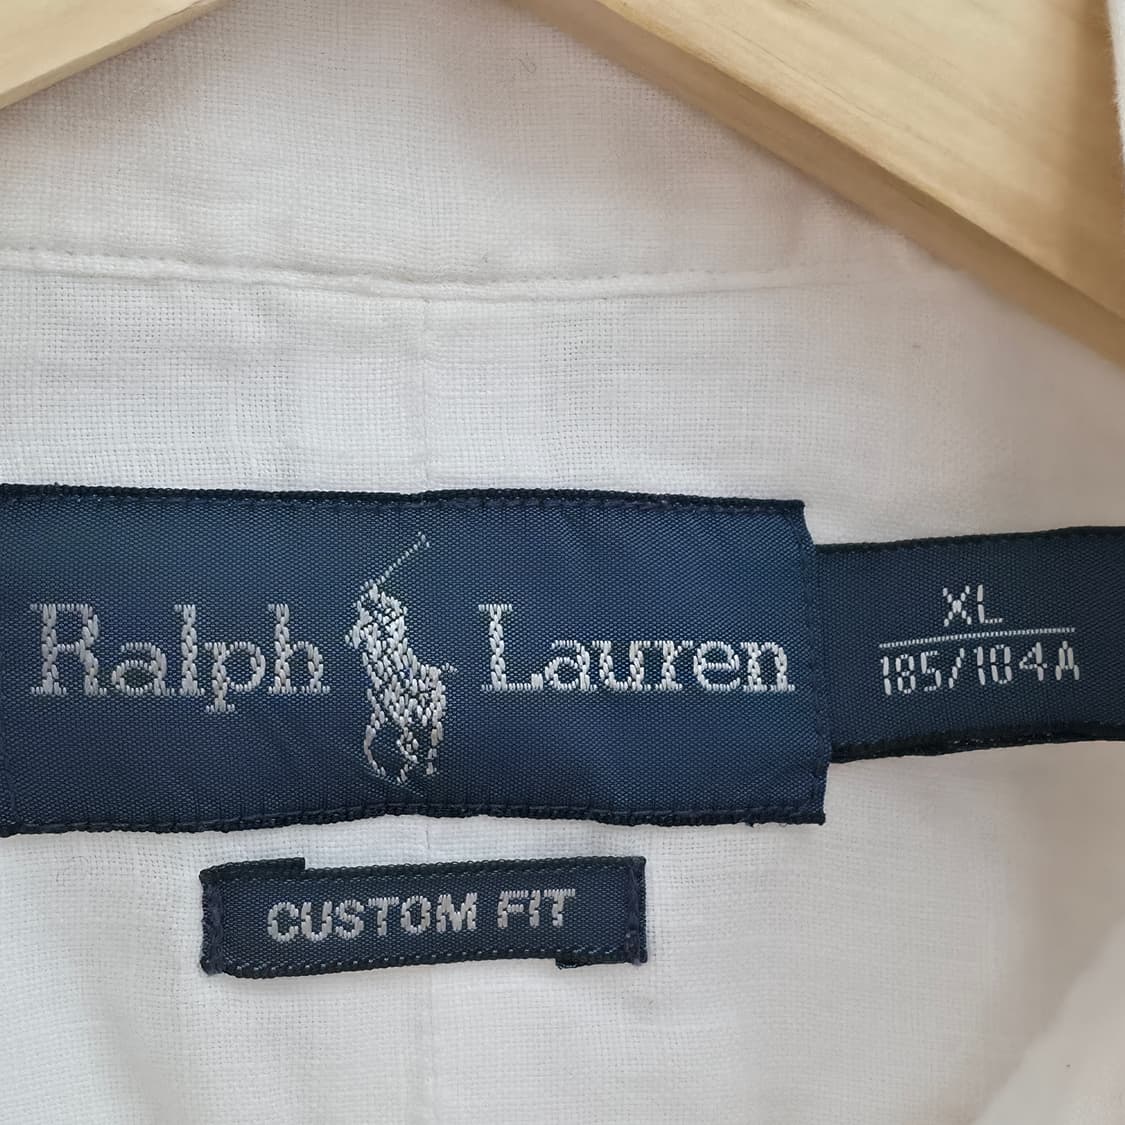 Ralph Lauren
XL
185/104A
CUSTOM FIT